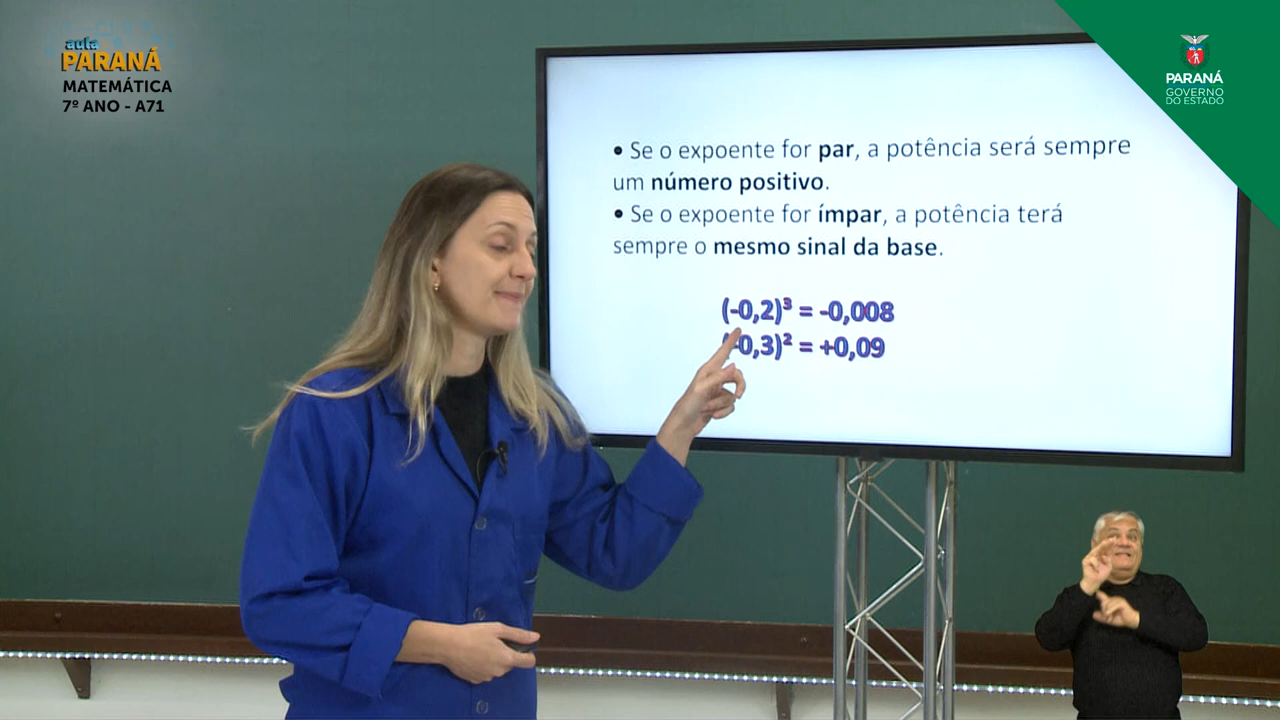 aula
PARANÁ
MATEMÁTICA
7º ANO - A71
PARANÁ
GOVERNO
DO ESTADO
• Se o expoente for par, a potência será sempre
um número positivo.
• Se o expoente for ímpar, a potência terá
sempre o mesmo sinal da base.
(-0,2)³ = -0,008
(-0,3)² = +0,09